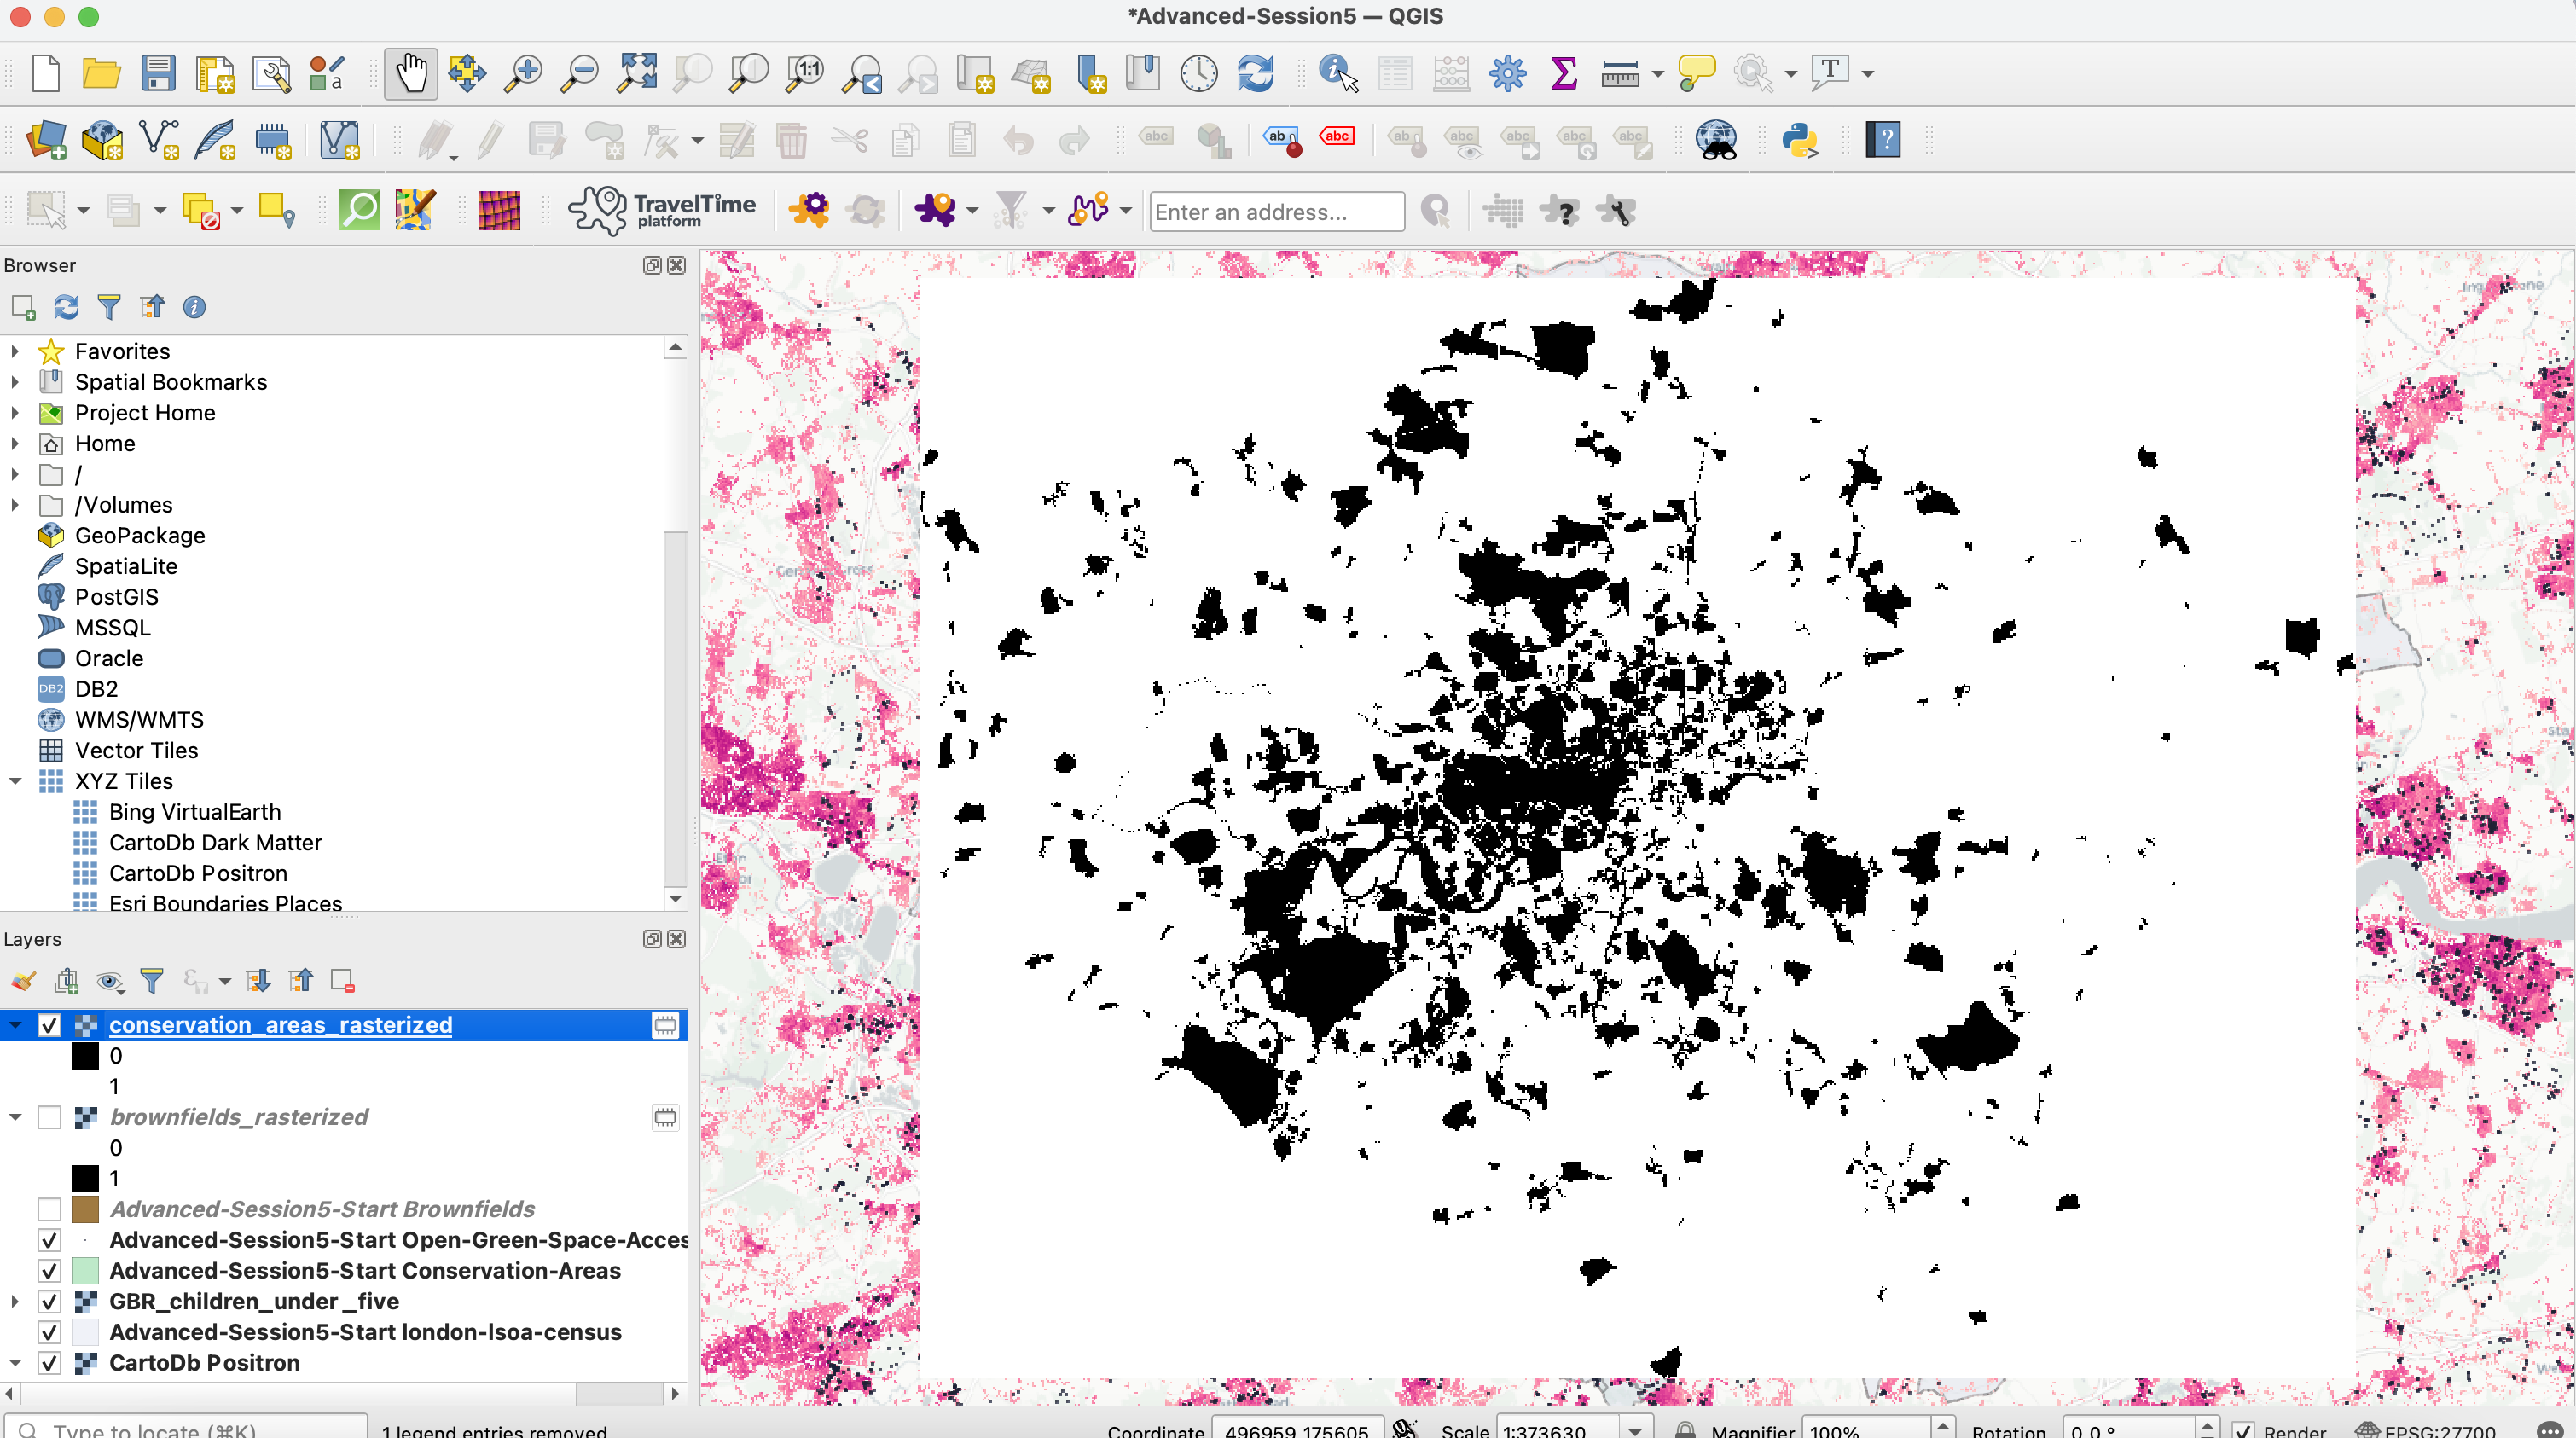 *Advanced-Session5 — QGIS
TravelTime
platform
Enter an address...
Browser
Favorites
Spatial Bookmarks
Project Home
Home
/
/Volumes
GeoPackage
SpatiaLite
PostGIS
MSSQL
Oracle
DB2
WMS/WMTS
Vector Tiles
XYZ Tiles
Bing VirtualEarth
CartoDb Dark Matter
CartoDb Positron
Esri Boundaries Places
Layers
conservation_areas_rasterized
0
1
brownfields_rasterized
0
1
Advanced-Session5-Start Brownfields
Advanced-Session5-Start Open-Green-Space-Acces
Advanced-Session5-Start Conservation-Areas
GBR_children_under_five
Advanced-Session5-Start london-lsoa-census
CartoDb Positron
Type to locate (⌘K)
1 legend entries removed
Coordinate 496959,175605 Scale 1:373630 Magnifier 100% Rotation 0.0 ° Render EPSG:27700